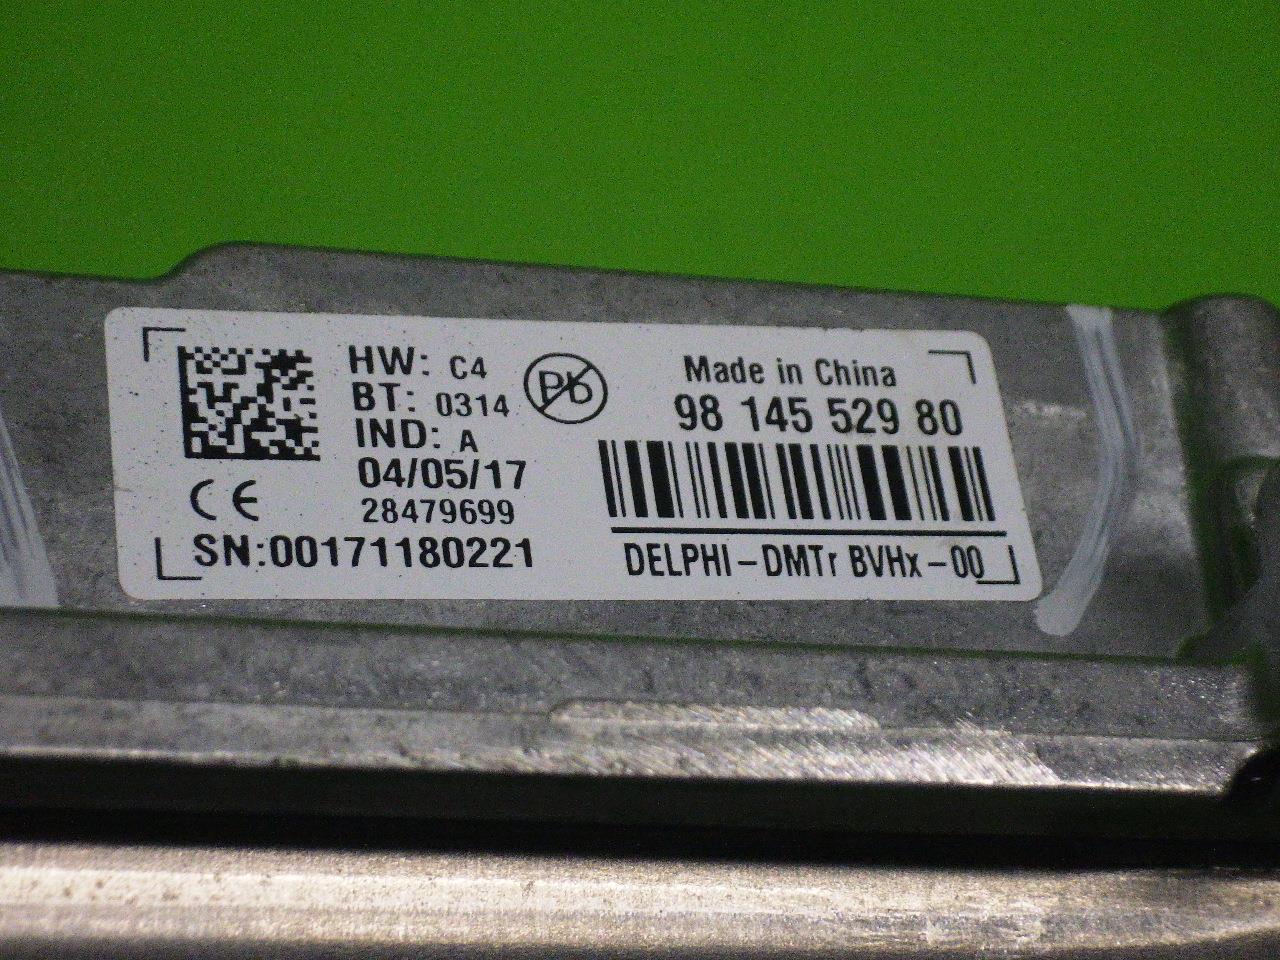 HW: C4
BT: 0314
IND: A
04/05/17
28479699
SN:00171180221
Pb
CE
Made in China
98 145 529 80
DELPHI-DMTr BVHx-00